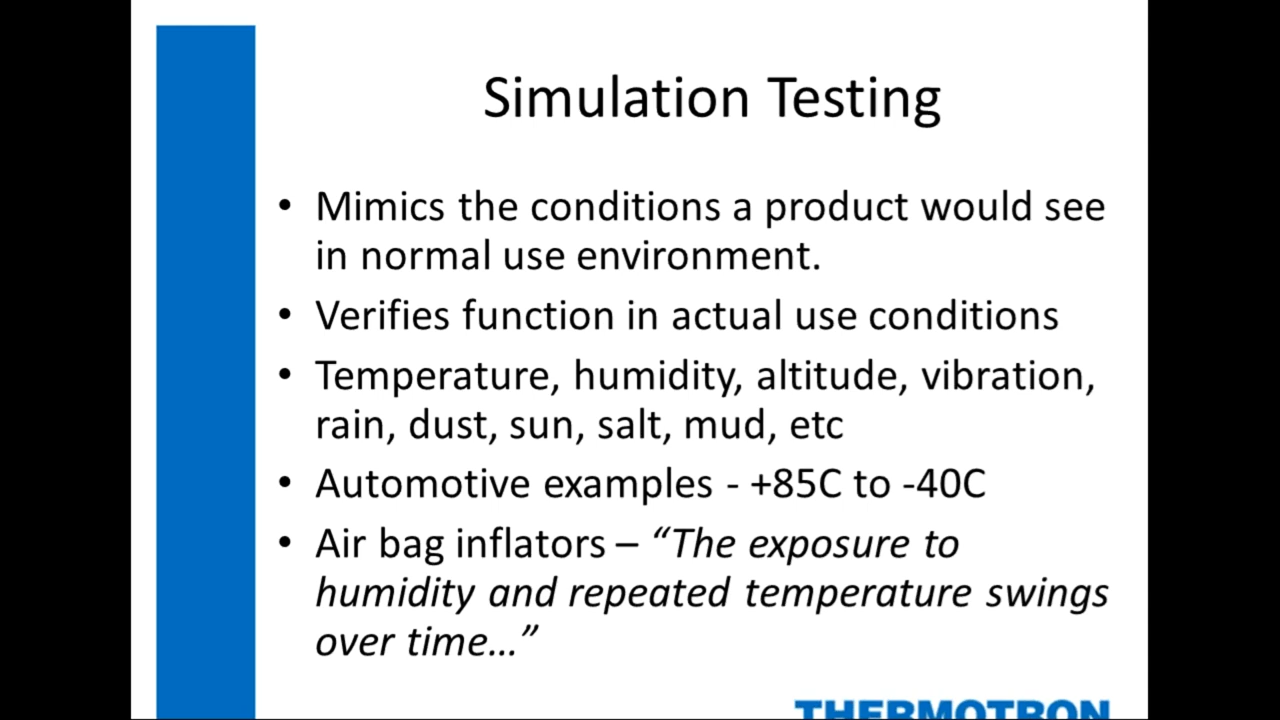 Simulation Testing
• Mimics the conditions a product would see
in normal use environment.
• Verifies function in actual use conditions
• Temperature, humidity, altitude, vibration,
rain, dust, sun, salt, mud, etc
• Automotive examples - +85C to -40C
• Air bag inflators – “The exposure to
humidity and repeated temperature swings
over time…”
THERMOTRON